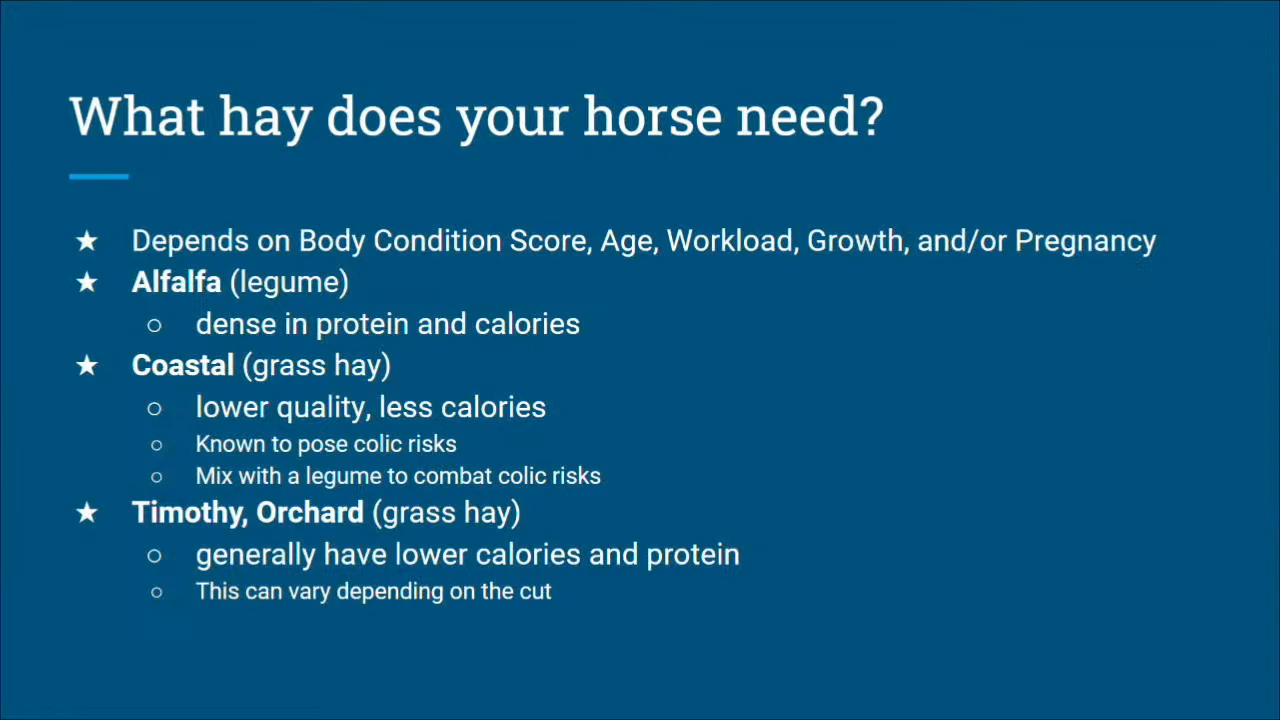 What hay does your horse need?
★ Depends on Body Condition Score, Age, Workload, Growth, and/or Pregnancy
★ Alfalfa (legume)
○ dense in protein and calories
★ Coastal (grass hay)
○ lower quality, less calories
○ Known to pose colic risks
○ Mix with a legume to combat colic risks
★ Timothy, Orchard (grass hay)
○ generally have lower calories and protein
○ This can vary depending on the cut